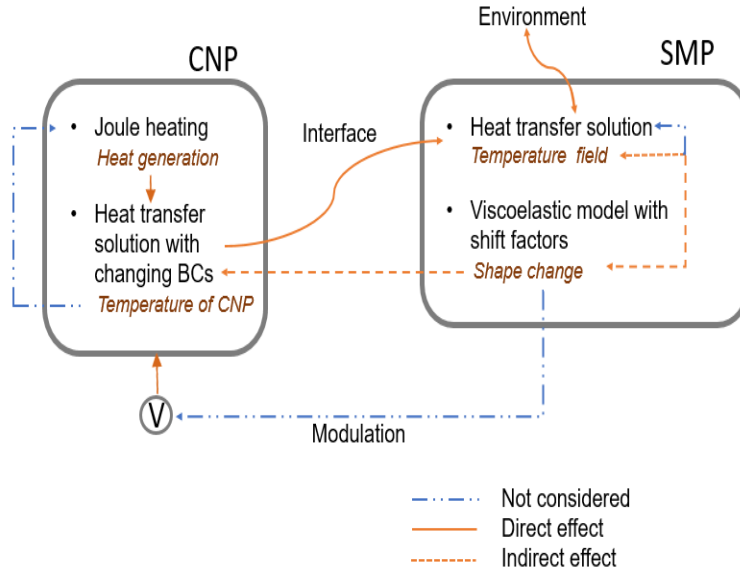 Environment
CNP
SMP
• Joule heating
Heat generation
• Heat transfer
solution with
changing BCs
Temperature of CNP
Interface
• Heat transfer solution
Temperature field
• Viscoelastic model with
shift factors
Shape change
V
Modulation
Not considered
Direct effect
Indirect effect